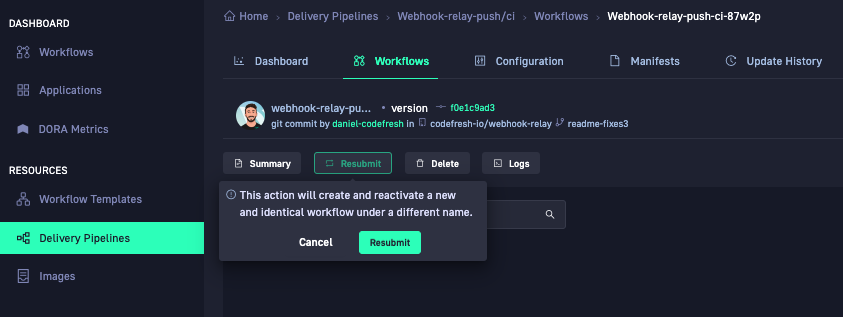 DASHBOARD
Workflows
Applications
DORA Metrics
RESOURCES
Workflow Templates
Delivery Pipelines
Images
Home > Delivery Pipelines > Webhook-relay-push/ci > Workflows > Webhook-relay-push-ci-87w2p
Dashboard Workflows Configuration Manifests Update History
webhook-relay-pu... • version f0e1c9ad3
git commit by daniel-codefresh in codefresh-io/webhook-relay readme-fixes3
Summary Resubmit Delete Logs
This action will create and reactivate a new
and identical workflow under a different name.
Cancel Resubmit